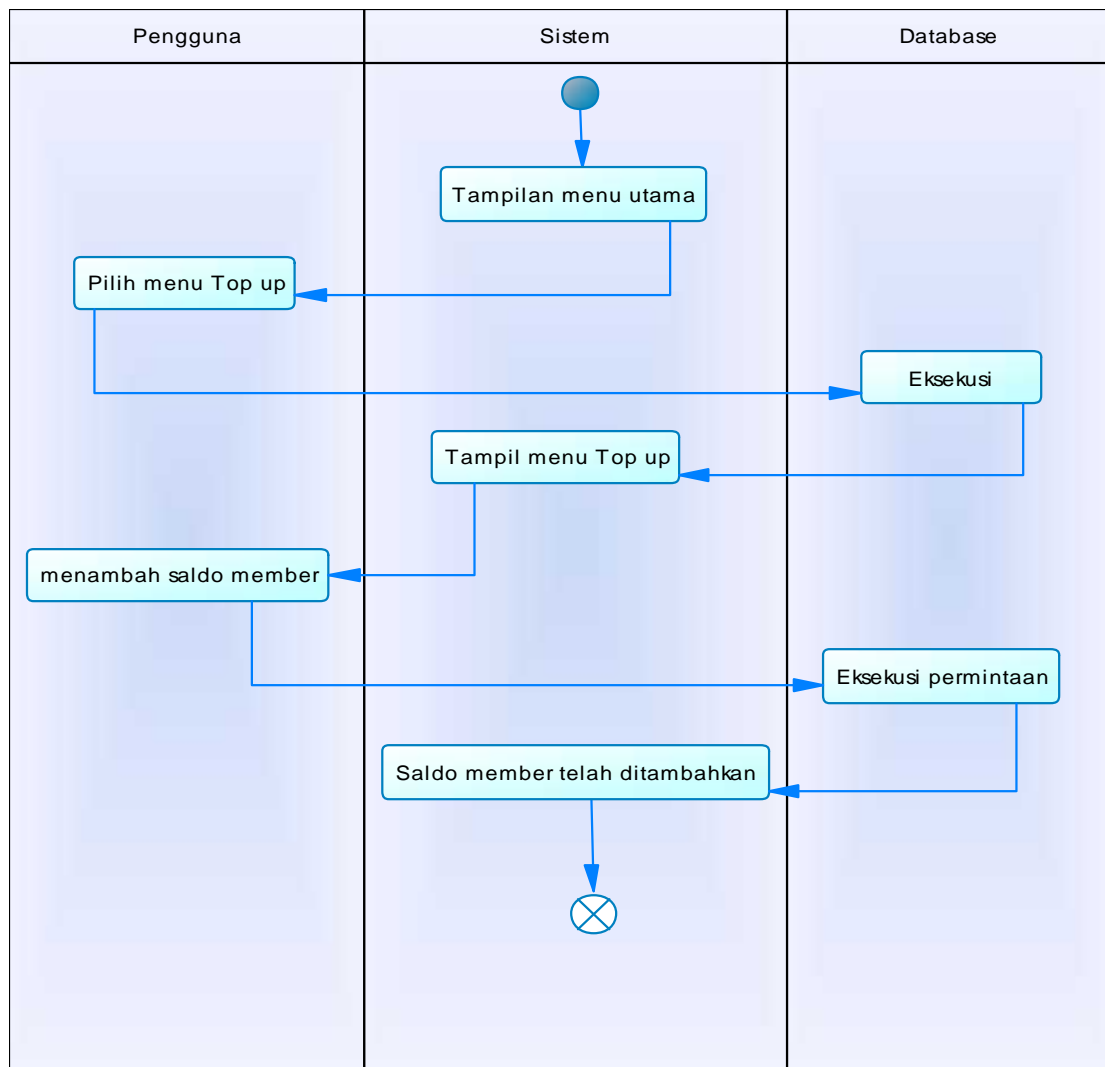 Pengguna
Sistem
Database
Tampilan menu utama
Pilih menu Top up
Eksekusi
Tampil menu Top up
menambah saldo member
Eksekusi permintaan
Saldo member telah ditambahkan